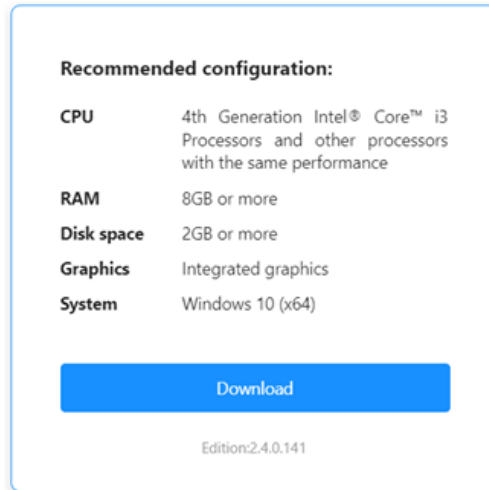 Recommended configuration:
CPU 4th Generation Intel® Core™ i3
Processors and other processors
with the same performance
RAM 8GB or more
Disk space 2GB or more
Graphics Integrated graphics
System Windows 10 (x64)
Download
Edition:2.4.0.141